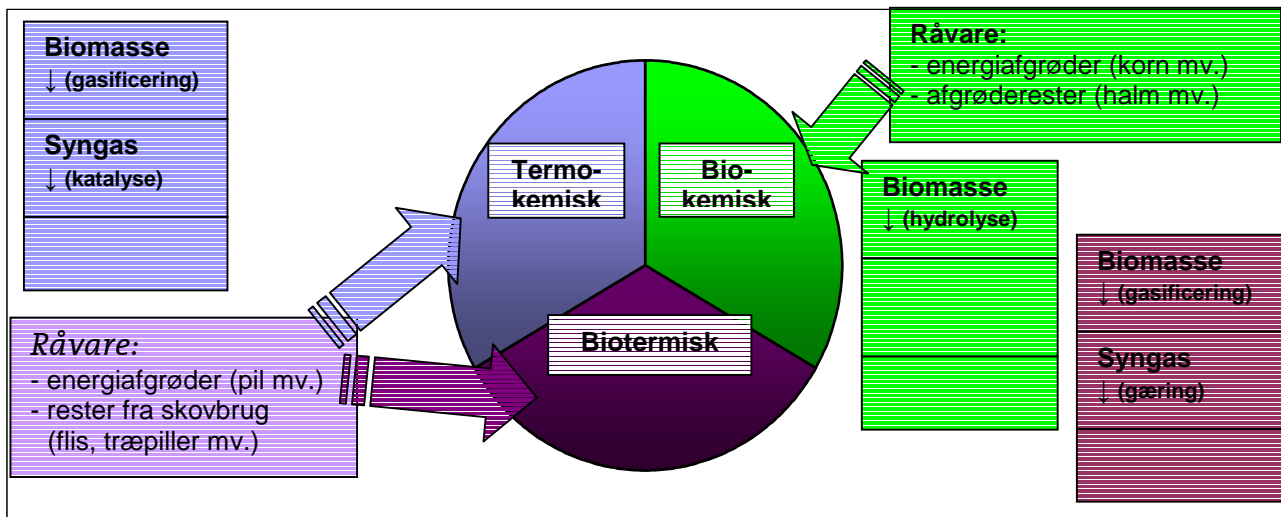 Biomasse
↓ (gasificering)
Syngas
↓ (katalyse)
Råvare:
- energiafgrøder (korn mv.)
- afgrøderester (halm mv.)
Termo-
kemisk
Bio-
kemisk
Biotermisk
Biomasse
↓ (hydrolyse)
Biomasse
↓ (gasificering)
Syngas
↓ (gæring)
Råvare:
- energiafgrøder (pil mv.)
- rester fra skovbrug
(flis, træpiller mv.)